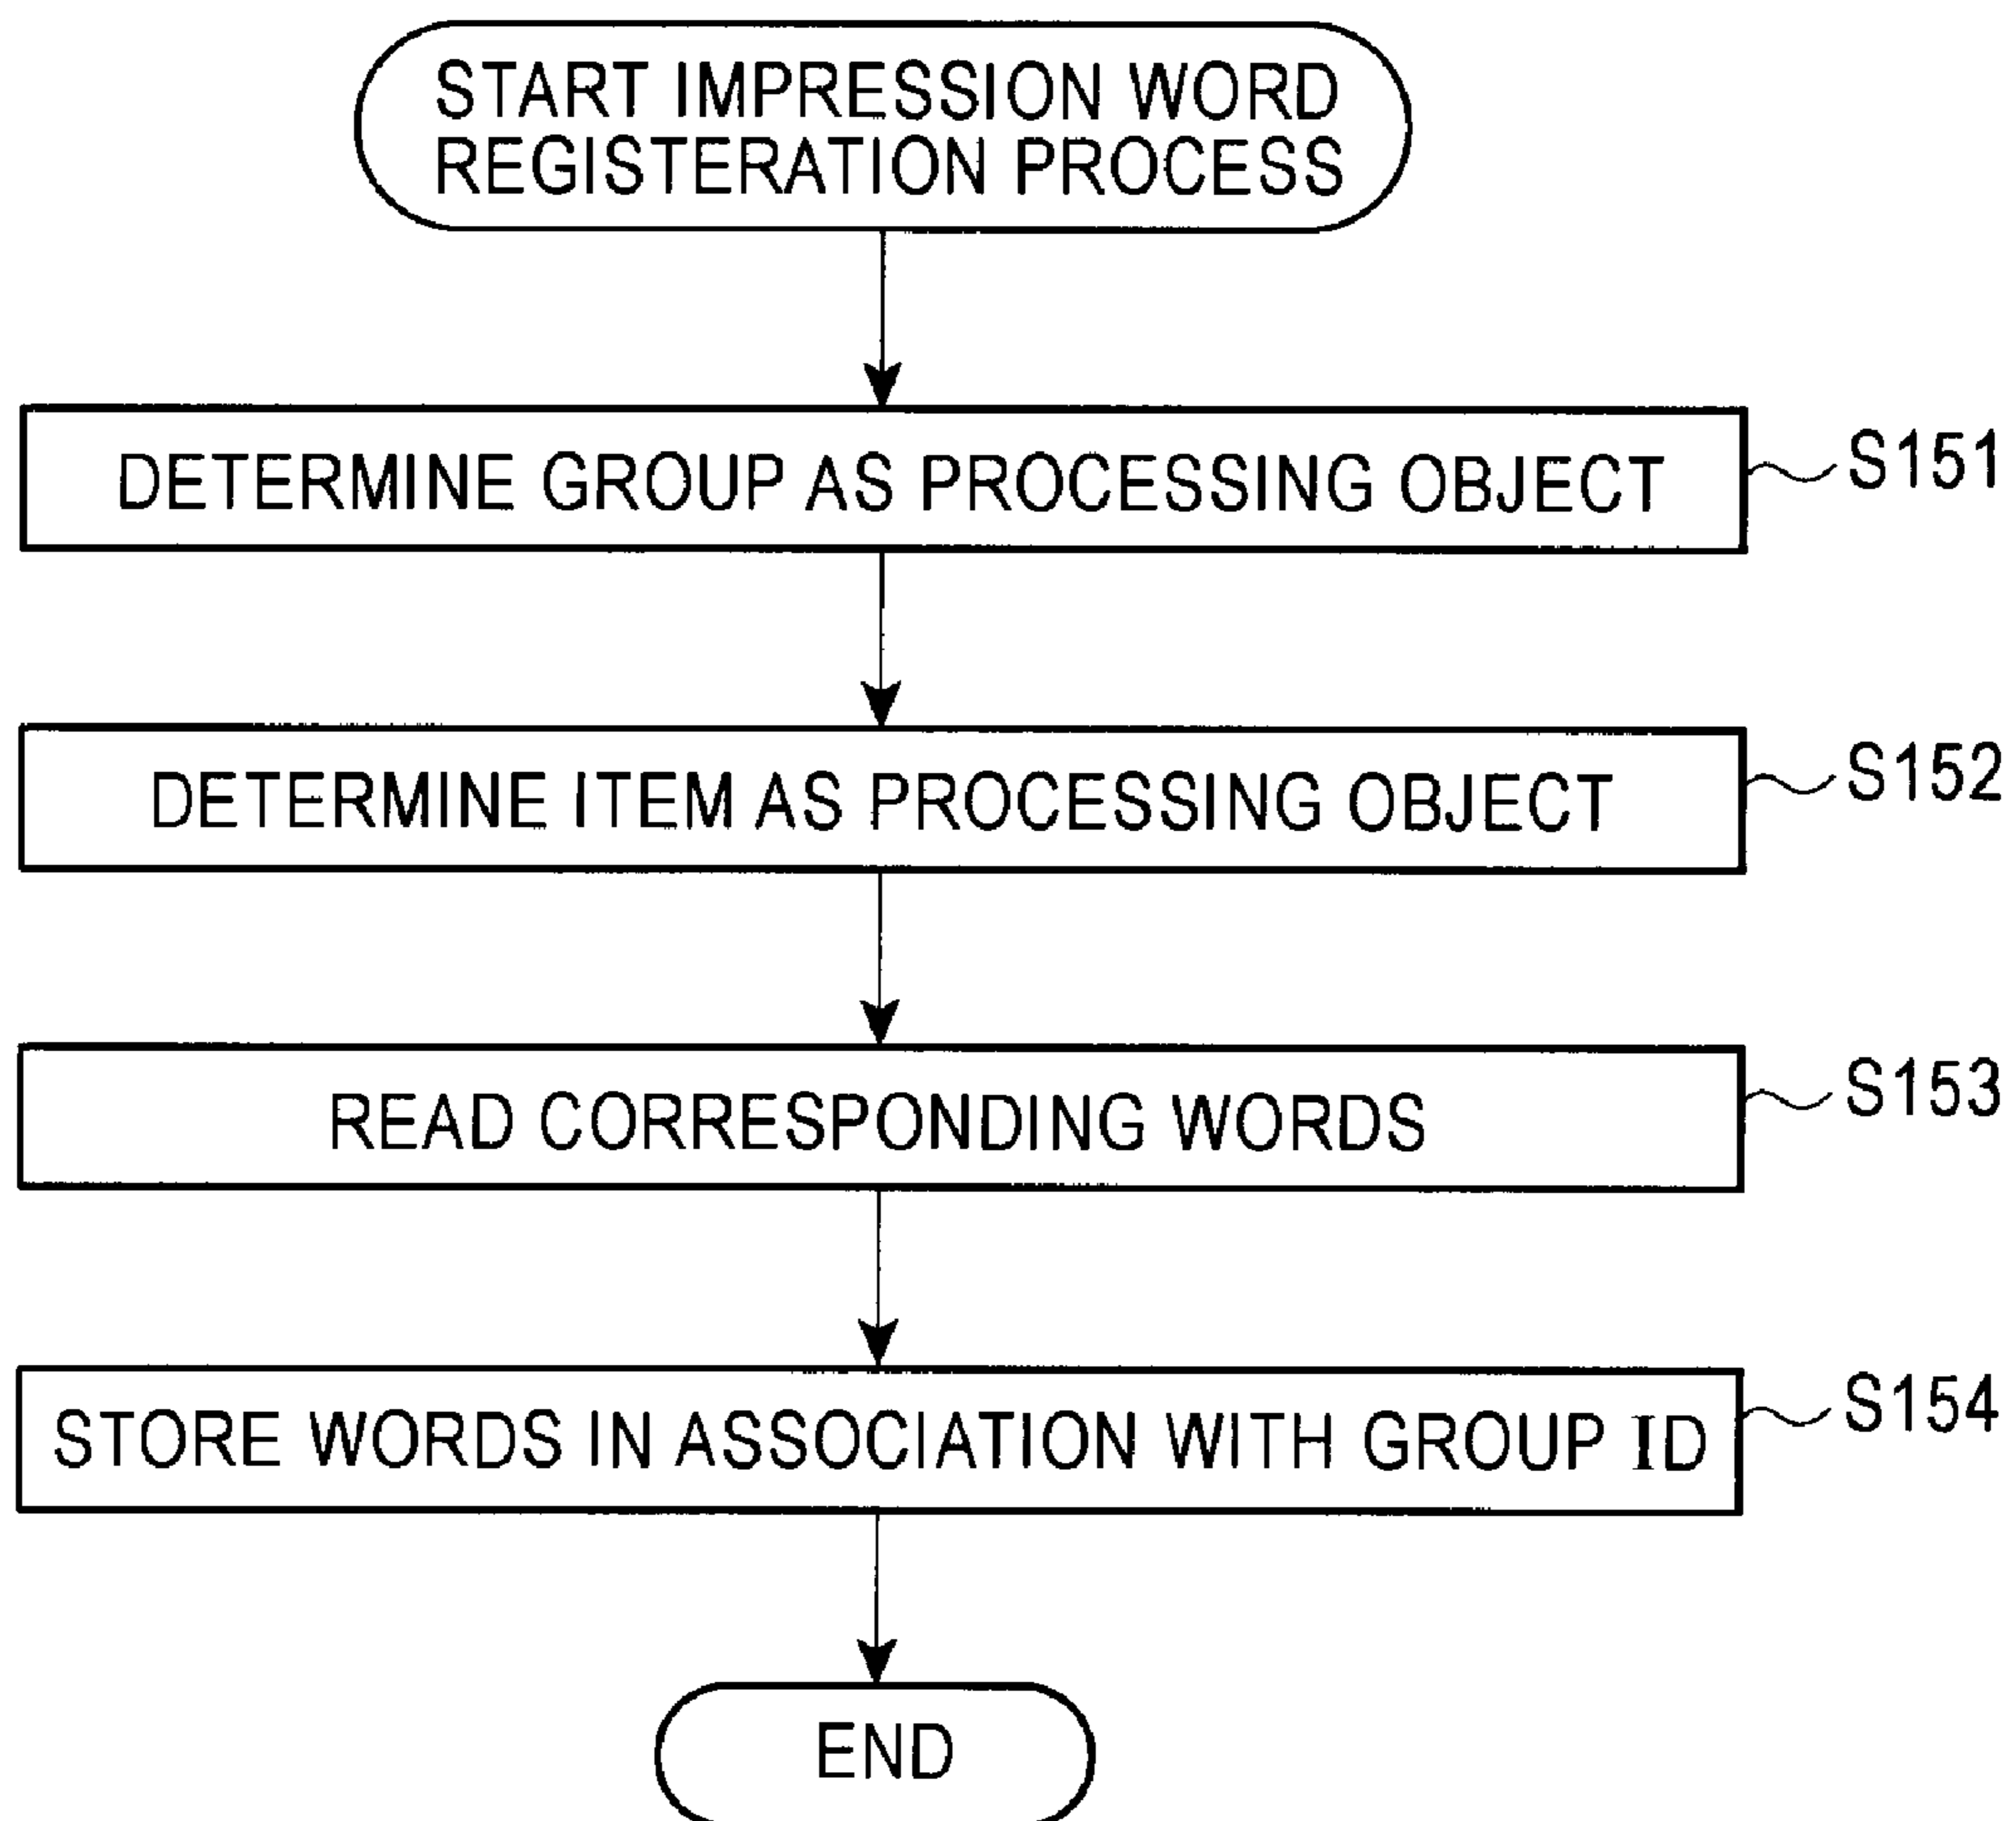 START IMPRESSION WORD
REGISTERATION PROCESS
DETERMINE GROUP AS PROCESSING OBJECT
S151
DETERMINE ITEM AS PROCESSING OBJECT
S152
READ CORRESPONDING WORDS
S153
STORE WORDS IN ASSOCIATION WITH GROUP ID
S154
END